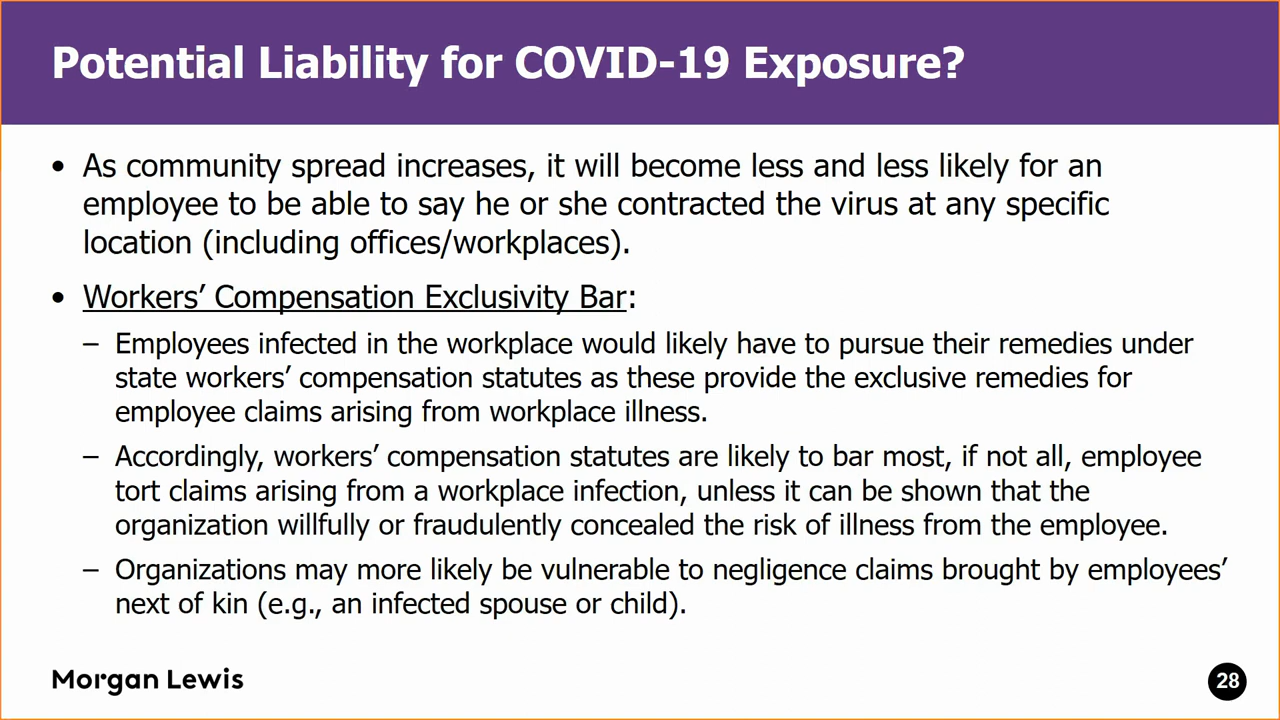 Potential Liability for COVID-19 Exposure?
• As community spread increases, it will become less and less likely for an
employee to be able to say he or she contracted the virus at any specific
location (including offices/workplaces).
• Workers’ Compensation Exclusivity Bar:
– Employees infected in the workplace would likely have to pursue their remedies under
state workers’ compensation statutes as these provide the exclusive remedies for
employee claims arising from workplace illness.
– Accordingly, workers’ compensation statutes are likely to bar most, if not all, employee
tort claims arising from a workplace infection, unless it can be shown that the
organization willfully or fraudulently concealed the risk of illness from the employee.
– Organizations may more likely be vulnerable to negligence claims brought by employees’
next of kin (e.g., an infected spouse or child).
Morgan Lewis
28